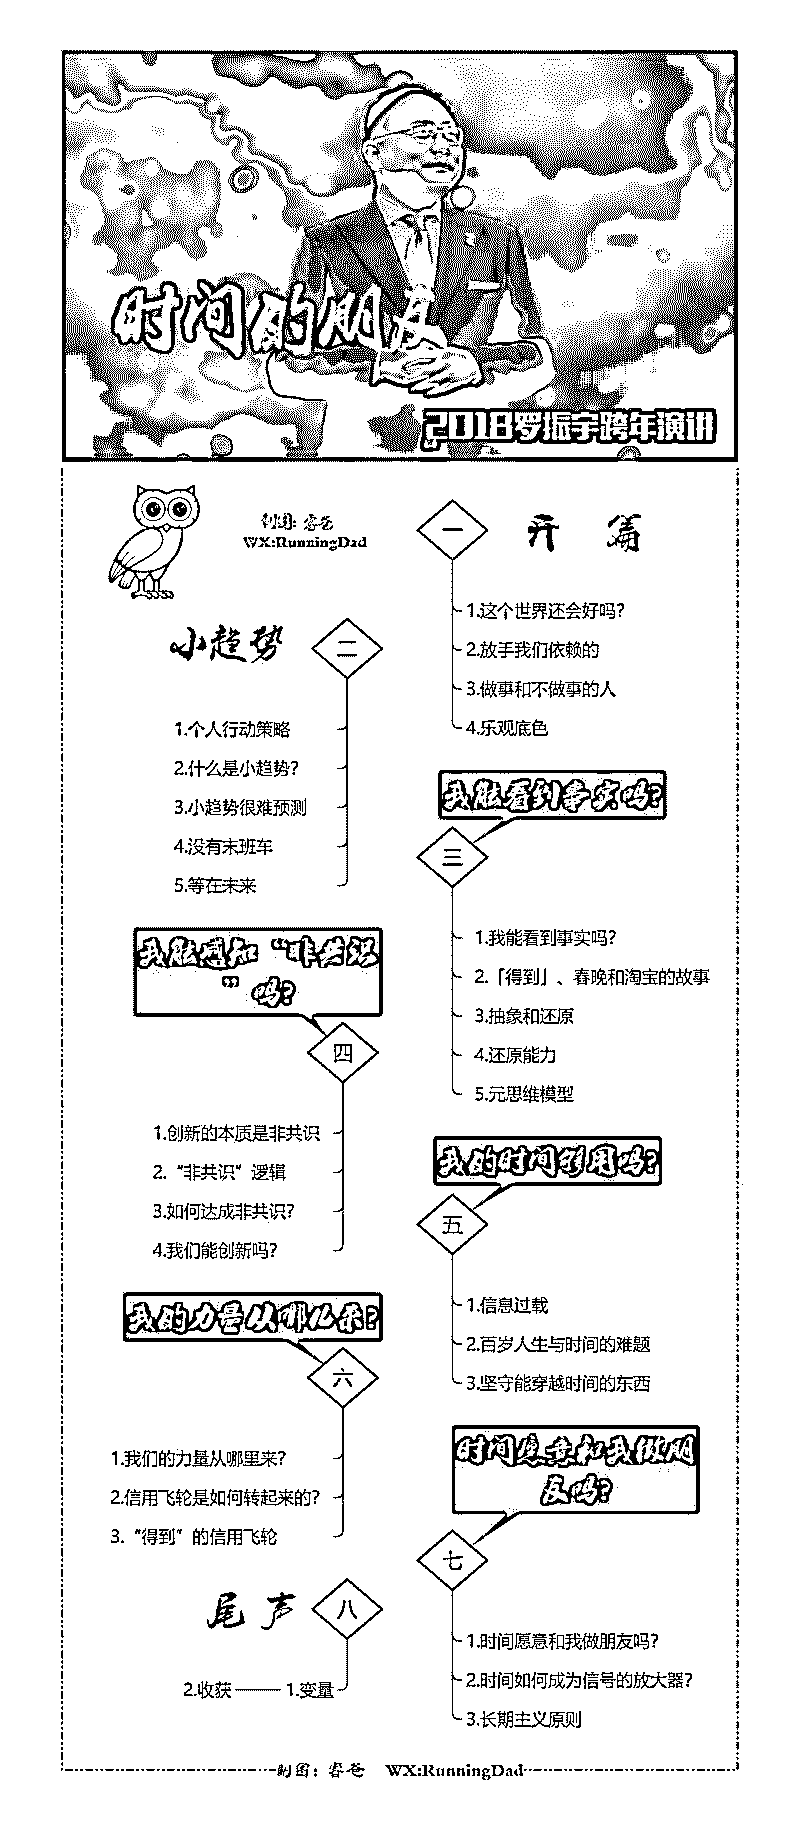 时间的朋友
2018罗振宇跨年演讲
制图：睿爸
WX:RunningDad
一
开 篇
1.这个世界还会好吗？
2.放手我们依赖的
3.做事和不做事的人
4.乐观底色
小趋势
二
1.个人行动策略
2.什么是小趋势？
3.小趋势很难预测
4.没有末班车
5.等在未来
我能看到事实吗？
三
1.我能看到事实吗？
2.「得到」、春晚和淘宝的故事
3.抽象和还原
4.还原能力
5.元思维模型
我能感知“非共识
”吗？
四
1.创新的本质是非共识
2.“非共识”逻辑
3.如何达成非共识？
4.我们能创新吗？
我的时间够用吗？
五
1.信息过载
2.百岁人生与时间的难题
3.坚守能穿越时间的东西
我的力量从哪儿来？
六
1.我们的力量从哪里来？
2.信用飞轮是如何转起来的？
3.“得到”的信用飞轮
时间愿意和我做朋
友吗？
七
1.时间愿意和我做朋友吗？
2.时间如何成为信号的放大器？
3.长期主义原则
尾 声
八
2.收获 1.变量
制图：睿爸 WX:RunningDad